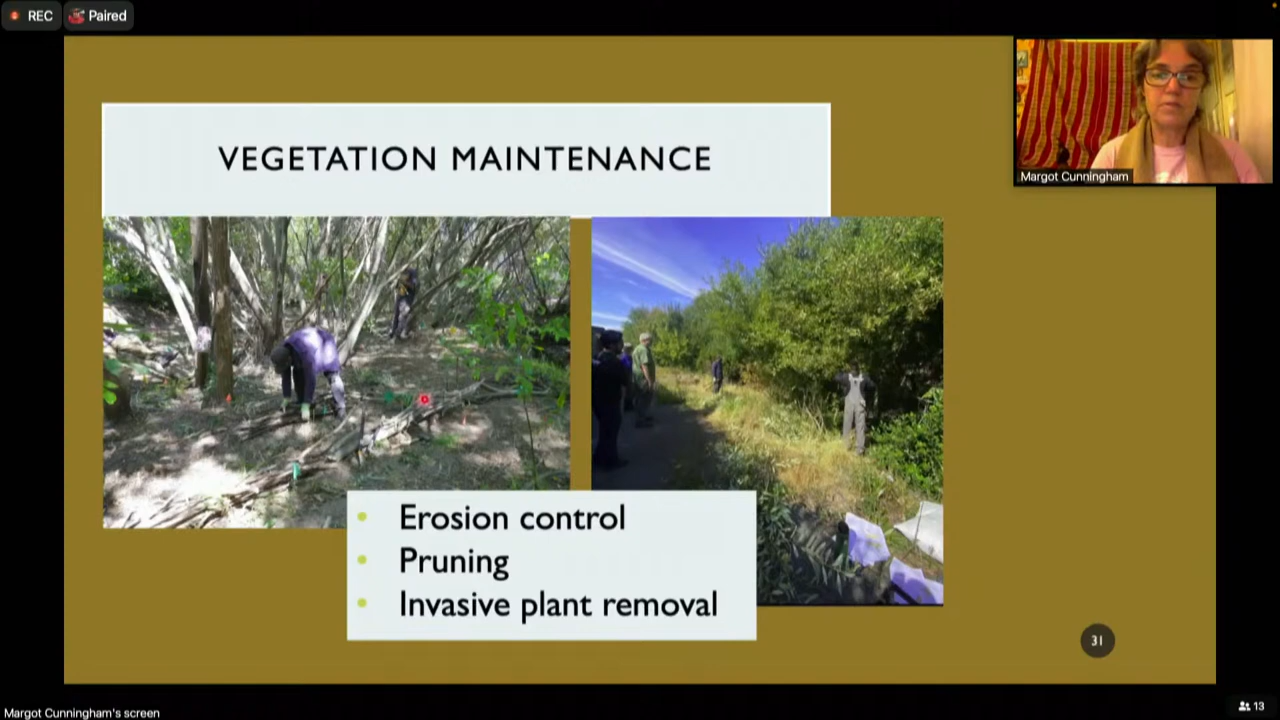 REC
Paired
VEGETATION MAINTENANCE
Margot Cunningham
Erosion control
Pruning
Invasive plant removal
31
Margot Cunningham's screen
13